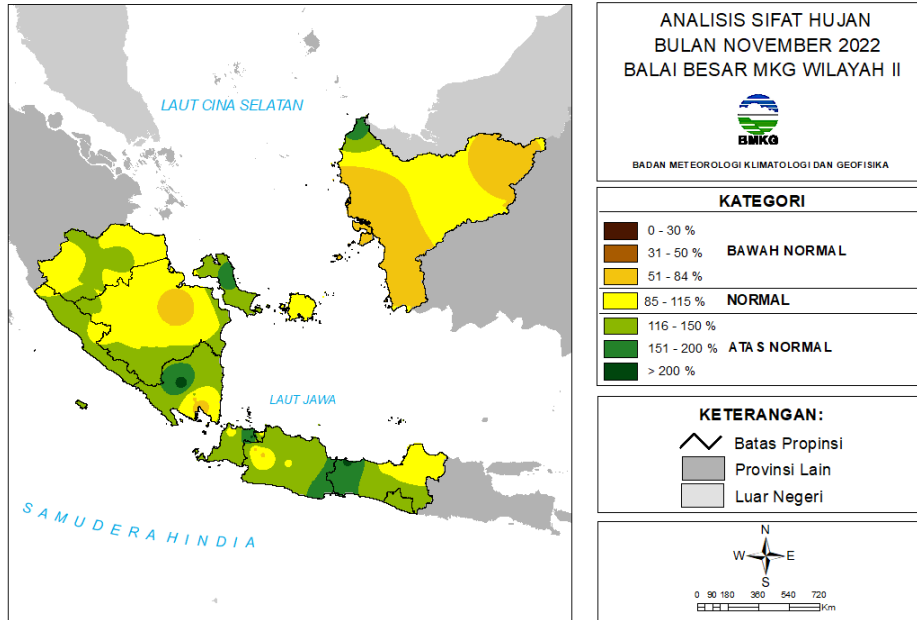 ANALISIS SIFAT HUJAN
BULAN NOVEMBER 2022
BALAI BESAR MKG WILAYAH II
BMKG
BADAN METEOROLOGI KLIMATOLOGI DAN GEOFISIKA
KATEGORI
0 - 30 %
31 - 50 % BAWAH NORMAL
51 - 84 %
85 - 115 % NORMAL
116 - 150 %
151 - 200 % ATAS NORMAL
> 200 %
KETERANGAN:
Batas Propinsi
Provinsi Lain
Luar Negeri
N
W E
S
0 90 180 360 540 720
Km
LAUT CINA SELATAN
LAUT JAWA
SAMUDERA HINDIA